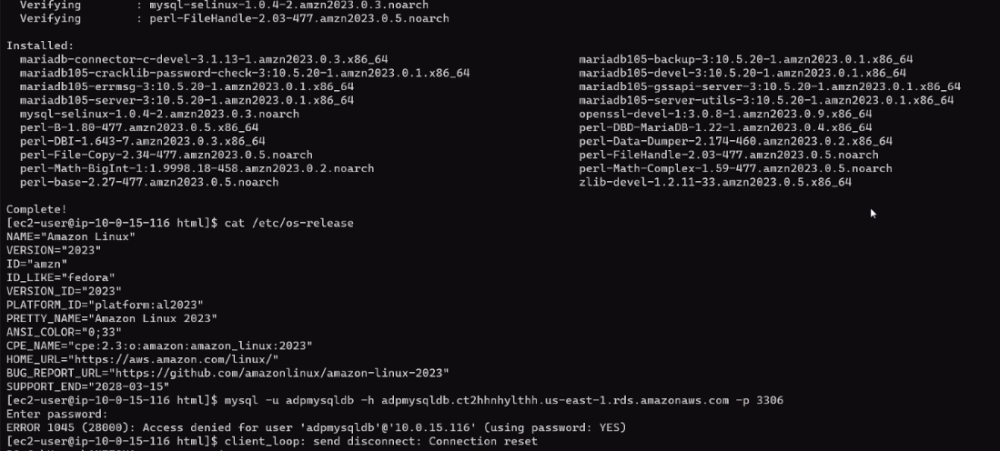 Verifying        : mysql-selinux-1.0.4-2.amzn2023.0.3.noarch
Verifying        : perl-FileHandle-2.03-477.amzn2023.0.5.noarch
Installed:
mariadb-connector-c-devel-3.1.13-1.amzn2023.0.3.x86_64 mariadb105-backup-3:10.5.20-1.amzn2023.0.1.x86_64
mariadb105-cracklib-password-check-3:10.5.20-1.amzn2023.0.1.x86_64 mariadb105-devel-3:10.5.20-1.amzn2023.0.1.x86_64
mariadb105-errmsg-3:10.5.20-1.amzn2023.0.1.x86_64 mariadb105-gssapi-server-3:10.5.20-1.amzn2023.0.1.x86_64
mariadb105-server-3:10.5.20-1.amzn2023.0.1.x86_64 mariadb105-server-utils-3:10.5.20-1.amzn2023.0.1.x86_64
mysql-selinux-1.0.4-2.amzn2023.0.3.noarch openssl-devel-1:3.0.8-1.amzn2023.0.9.x86_64
perl-B-1.80-477.amzn2023.0.5.x86_64 perl-DBD-MariaDB-1.22-1.amzn2023.0.4.x86_64
perl-DBI-1.643-7.amzn2023.0.3.x86_64 perl-Data-Dumper-2.174-460.amzn2023.0.2.x86_64
perl-File-Copy-2.34-477.amzn2023.0.5.noarch perl-FileHandle-2.03-477.amzn2023.0.5.noarch
perl-Math-BigInt-1:1.9998.18-458.amzn2023.0.2.noarch perl-Math-Complex-1.59-477.amzn2023.0.5.noarch
perl-base-2.27-477.amzn2023.0.5.noarch zlib-devel-1.2.11-33.amzn2023.0.5.x86_64
Complete!
[ec2-user@ip-10-0-15-116 html]$ cat /etc/os-release
NAME="Amazon Linux"
VERSION="2023"
ID="amzn"
ID_LIKE="fedora"
VERSION_ID="2023"
PLATFORM_ID="platform:al2023"
PRETTY_NAME="Amazon Linux 2023"
ANSI_COLOR="0;33"
CPE_NAME="cpe:2.3:o:amazon:amazon_linux:2023"
HOME_URL="https://aws.amazon.com/linux/"
BUG_REPORT_URL="https://github.com/amazonlinux/amazon-linux-2023"
SUPPORT_END="2028-03-15"
[ec2-user@ip-10-0-15-116 html]$ mysql -u adpmysqldb -h adpmysqldb.ct2hhnhylthh.us-east-1.rds.amazonaws.com -p 3306
Enter password:
ERROR 1045 (28000): Access denied for user 'adpmysqldb'@'10.0.15.116' (using password: YES)
[ec2-user@ip-10-0-15-116 html]$ client_loop: send disconnect: Connection reset